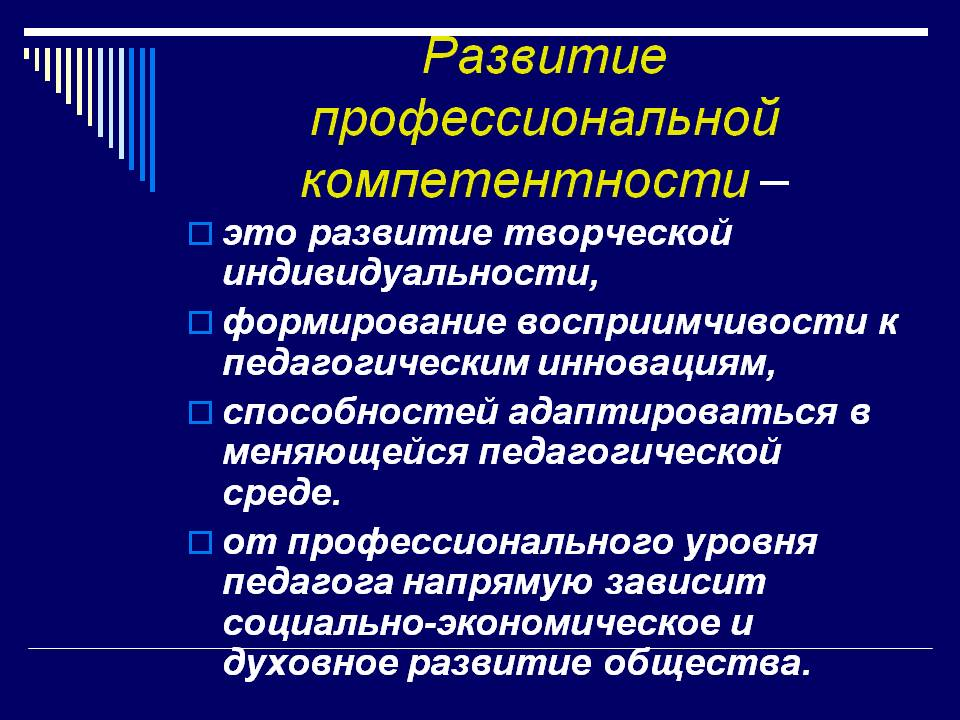 Развитие
профессиональной
компетентности –
это развитие творческой
индивидуальности,
формирование восприимчивости к
педагогическим инновациям,
способностей адаптироваться в
меняющейся педагогической
среде.
от профессионального уровня
педагога напрямую зависит
социально-экономическое и
духовное развитие общества.